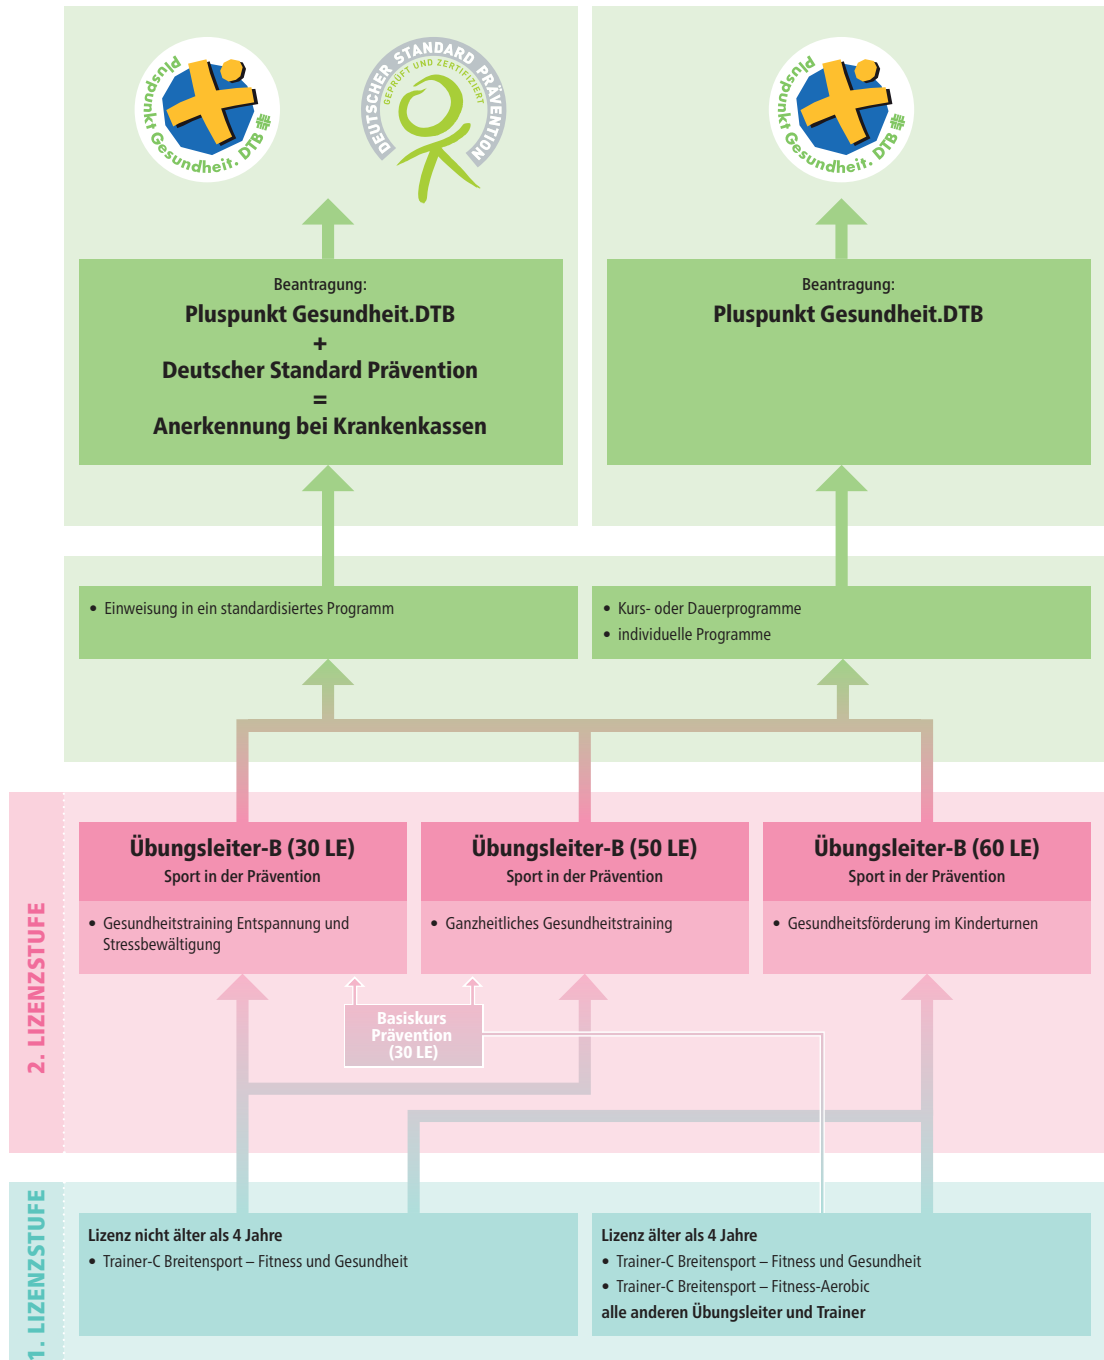 Pluspunkt Gesundheit. DTB
DEUTSCHER STANDARD PRÄVENTION
GEPRÜFT UND ZERTIFIZIERT
Pluspunkt Gesundheit. DTB
Beantragung:
Pluspunkt Gesundheit.DTB
+
Deutscher Standard Prävention
=
Anerkennung bei Krankenkassen
Beantragung:
Pluspunkt Gesundheit.DTB
• Einweisung in ein standardisiertes Programm
• Kurs- oder Dauerprogramme
• individuelle Programme
2. LIZENZSTUFE
Übungsleiter-B (30 LE)
Sport in der Prävention
• Gesundheitstraining Entspannung und
Stressbewältigung
Übungsleiter-B (50 LE)
Sport in der Prävention
• Ganzheitliches Gesundheitstraining
Übungsleiter-B (60 LE)
Sport in der Prävention
• Gesundheitsförderung im Kinderturnen
Basiskurs
Prävention
(30 LE)
1. LIZENZSTUFE
Lizenz nicht älter als 4 Jahre
• Trainer-C Breitensport – Fitness und Gesundheit
Lizenz älter als 4 Jahre
• Trainer-C Breitensport – Fitness und Gesundheit
• Trainer-C Breitensport – Fitness-Aerobic
alle anderen Übungsleiter und Trainer